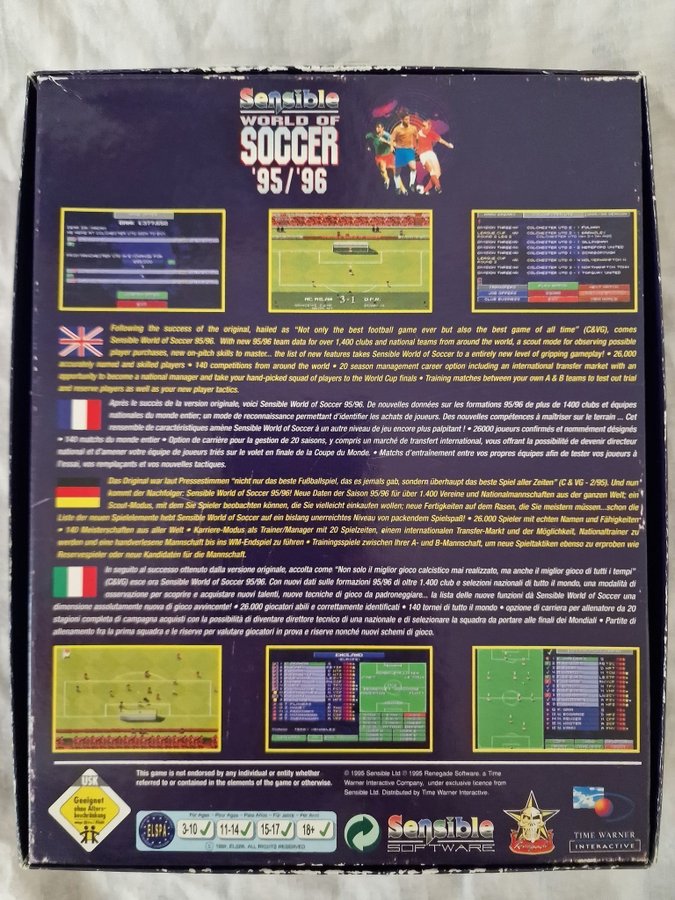 Sensible
WORLD OF
SOCCER
'95/'96
AC MILAN 3-1 Q.P.R.
Following the success of the original, hailed as "Not only the best football game ever but also the best game of all time" (C&VG), comes
Sensible World of Soccer 95/96. With new 95/96 team data for over 1,400 clubs and national teams from around the world, a scout mode for observing possible
player purchases, new on-pitch skills to master... the list of new features takes Sensible World of Soccer to a entirely new level of gripping gameplay! • 26,000
accurately named and skilled players • 140 competitions from around the world • 20 season management career option including an international transfer market with an
opportunity to become a national manager and take your hand-picked squad of players to the World Cup finals • Training matches between your own A & B teams to test out trial
and reserve players as well as your new player tactics.
Après le succès de la version originale, voici Sensible World of Soccer 95/96. De nouvelles données sur les formations 95/96 de plus de 1400 clubs et équipes
nationales du monde entier; un mode de reconnaissance permettant d'identifier les achats de joueurs. Des nouvelles compétences à maîtriser sur le terrain ... Cet
ensemble de caractéristiques amène Sensible World of Soccer à un autre niveau de jeu encore plus palpitant ! • 26000 joueurs confirmés et nommément désignés
• 140 matchs du monde entier • Option de carrière pour la gestion de 20 saisons, y compris un marché de transfert international, vous offrant la possibilité de devenir directeur
national et d'amener votre équipe de joueurs triés sur le volet en finale de la Coupe du Monde. • Matchs d'entraînement entre vos propres équipes afin de tester vos joueurs à
l'essai, vos remplaçants et vos nouvelles tactiques.
Das Original war laut Pressestimmen "nicht nur das beste Fußballspiel, das es jemals gab, sondern überhaupt das beste Spiel aller Zeiten" (C & VG - 2/95). Und nun
kommt der Nachfolger: Sensible World of Soccer 95/96! Neue Daten der Saison 95/96 für über 1.400 Vereine und Nationalmannschaften aus der ganzen Welt; ein
Scout-Modus, mit dem Sie Spieler beobachten können, die Sie vielleicht einkaufen wollen; neue Fertigkeiten auf dem Rasen, die Sie meistern müssen...schon die
Liste der neuen Spielelemente hebt Sensible World of Soccer auf ein bislang unerreichtes Niveau von packendem Spielspaß! • 26.000 Spieler mit echten Namen und Fähigkeiten
• 140 Meisterschaften aus aller Welt • Karriere-Modus als Trainer/Manager mit 20 Spielzeiten, einem internationalen Transfer-Markt und der Möglichkeit, Nationaltrainer zu
werden und eine handverlesene Mannschaft bis ins WM-Endspiel zu führen • Trainingsspiele zwischen Ihrer A- und B-Mannschaft, um neue Spieltaktiken ebenso zu erproben wie
Reservespieler oder neue Kandidaten für die Mannschaft.
In seguito al successo ottenuto dalla versione originale, accolta come "Non solo il miglior gioco calcistico mai realizzato, ma anche il miglior gioco di tutti i tempi"
(C&VG) esce ora Sensible World of Soccer 95/96. Con nuovi dati sulle formazioni 95/96 di oltre 1.400 club e selezioni nazionali di tutto il mondo, una modalità di
osservazione per scoprire e acquistare nuovi talenti, nuove tecniche di gioco da padroneggiare... la lista delle nuove funzioni dà Sensible World of Soccer una
dimensione assolutamente nuova di gioco avvincente! • 26.000 giocatori abili e correttamente identificati • 140 tornei di tutto il mondo • opzione di carriera per allenatore da 20
stagioni completa di campagna acquisti con la possibilità di diventare direttore tecnico di una nazionale e di selezionare la squadra da portare alle finali dei Mondiali • Partite di
allenamento fra la prima squadra e le riserve per valutare giocatori in prova e riserve nonché nuovi schemi di gioco.
ENGLAND
USK
Geeignet
ohne Alters-
beschränkung
This game is not endorsed by any individual or entity whether
referred to or contained in the elements of the game or otherwise.
© 1995 Sensible Ltd ℗ 1995 Renegade Software. a Time
Warner Interactive Company, under exclusive licence from
Sensible Ltd. Distributed by Time Warner Interactive.
ELSPA
For Ages · Pour Ages · Para Años · Für Jahre · Per Anni
3-10 11-14 15-17 18+
© 1994, ELSPA, ALL RIGHTS RESERVED
Sensible
SOFTWARE
Renegade
TIME WARNER
INTERACTIVE